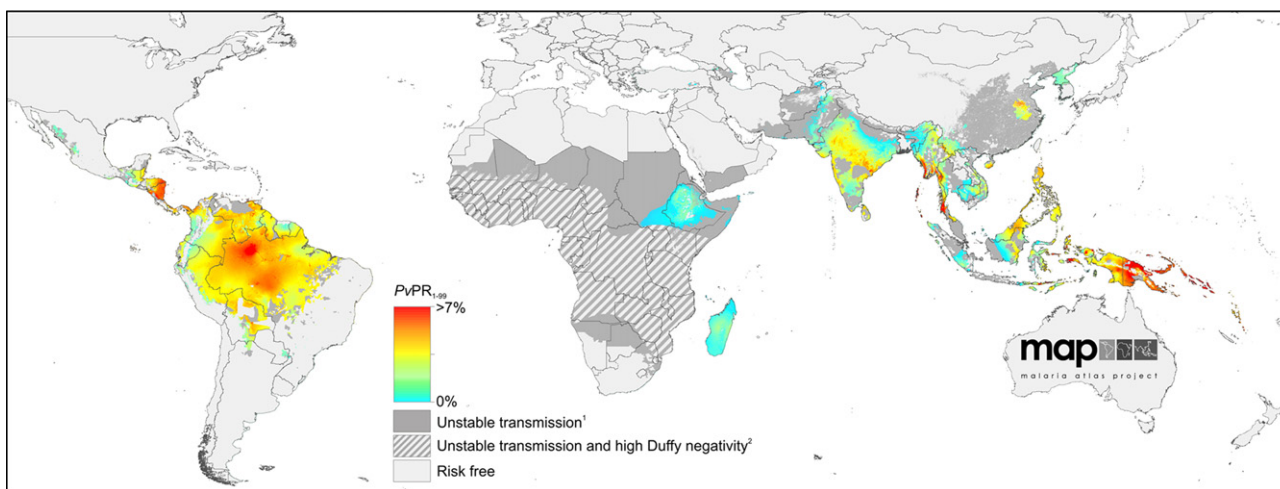 PvPR1-99
>7%
0%
Unstable transmission¹
Unstable transmission and high Duffy negativity²
Risk free
map
malaria atlas project